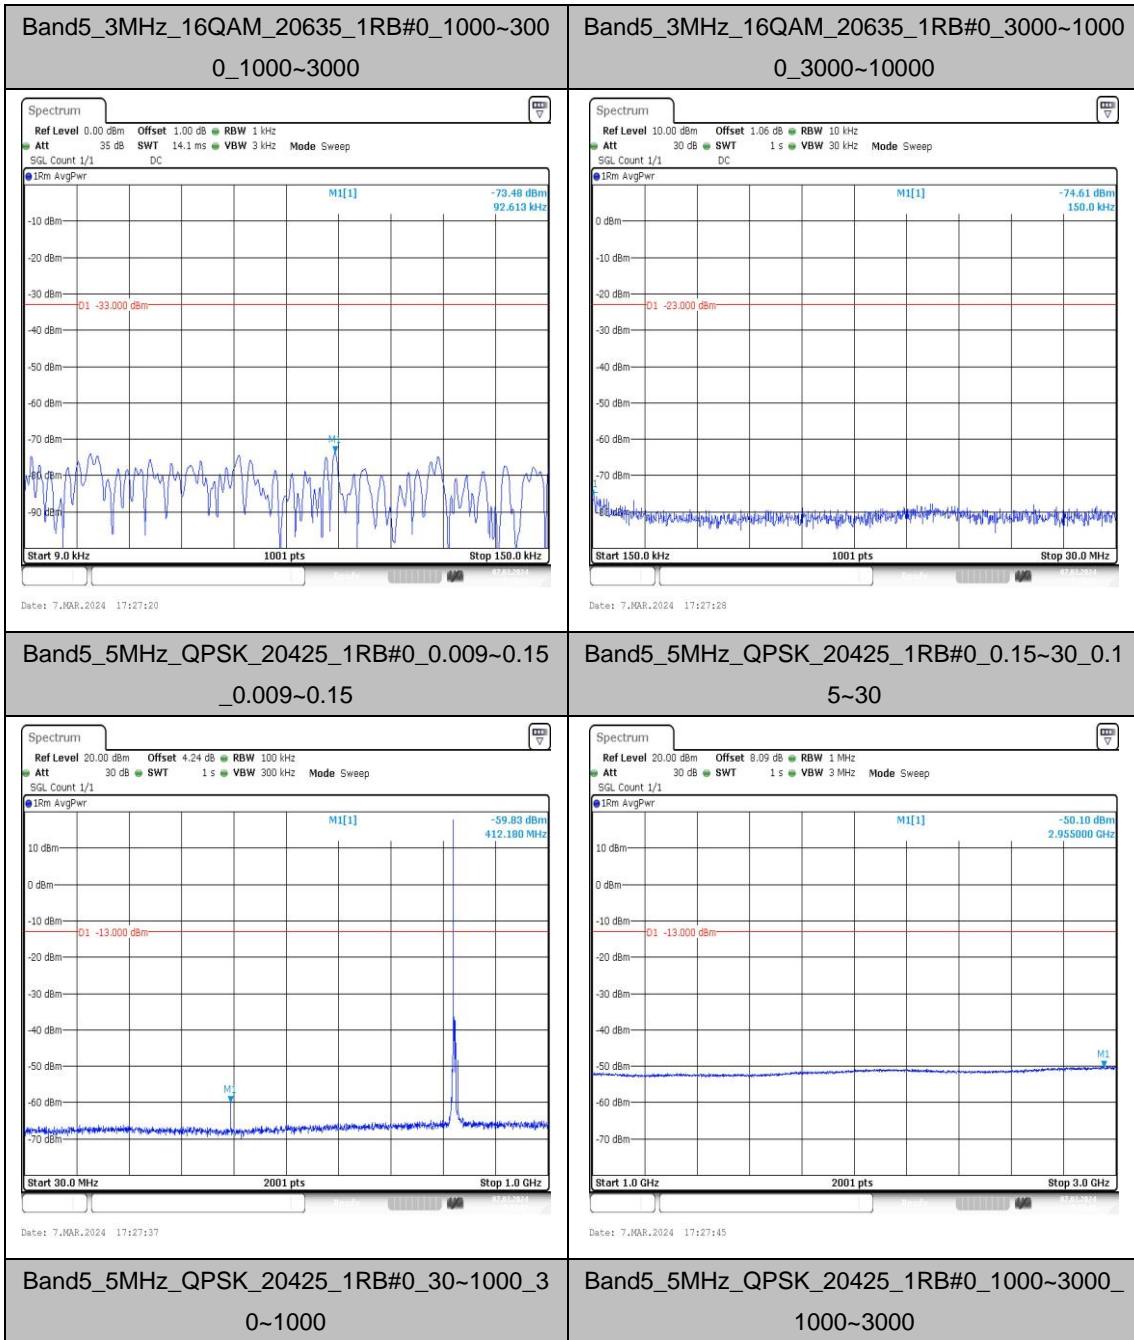 Band5_3MHz_16QAM_20635_1RB#0_1000~300
0_1000~3000
Band5_3MHz_16QAM_20635_1RB#0_3000~1000
0_3000~10000
Spectrum
Ref Level 0.00 dBm Offset 1.00 dB RBW 1 kHz
Att 35 dB SWT 14.1 ms VBW 3 kHz Mode Sweep
SGL Count 1/1 DC
1Rm AvgPwr
M1[1] -73.48 dBm
92.613 kHz
-10 dBm
-20 dBm
-30 dBm
D1 -33.000 dBm
-40 dBm
-50 dBm
-60 dBm
-70 dBm
M1
-80 dBm
-90 dBm
Start 9.0 kHz 1001 pts Stop 150.0 kHz
Date: 7.MAR.2024 17:27:20
Spectrum
Ref Level 10.00 dBm Offset 1.06 dB RBW 10 kHz
Att 30 dB SWT 1 s VBW 30 kHz Mode Sweep
SGL Count 1/1 DC
1Rm AvgPwr
M1[1] -74.61 dBm
150.0 kHz
0 dBm
-10 dBm
-20 dBm
D1 -23.000 dBm
-30 dBm
-40 dBm
-50 dBm
-60 dBm
-70 dBm
-80 dBm
Start 150.0 kHz 1001 pts Stop 30.0 MHz
Date: 7.MAR.2024 17:27:28
Band5_5MHz_QPSK_20425_1RB#0_0.009~0.15
_0.009~0.15
Band5_5MHz_QPSK_20425_1RB#0_0.15~30_0.1
5~30
Spectrum
Ref Level 20.00 dBm Offset 4.24 dB RBW 100 kHz
Att 30 dB SWT 1 s VBW 300 kHz Mode Sweep
SGL Count 1/1
1Rm AvgPwr
M1[1] -59.83 dBm
412.180 MHz
10 dBm
0 dBm
-10 dBm
D1 -13.000 dBm
-20 dBm
-30 dBm
-40 dBm
-50 dBm
M1
-60 dBm
-70 dBm
Start 30.0 MHz 2001 pts Stop 1.0 GHz
Date: 7.MAR.2024 17:27:37
Spectrum
Ref Level 20.00 dBm Offset 8.09 dB RBW 1 MHz
Att 30 dB SWT 1 s VBW 3 MHz Mode Sweep
SGL Count 1/1
1Rm AvgPwr
M1[1] -50.10 dBm
2.955000 GHz
10 dBm
0 dBm
-10 dBm
D1 -13.000 dBm
-20 dBm
-30 dBm
-40 dBm
M1
-50 dBm
-60 dBm
-70 dBm
Start 1.0 GHz 2001 pts Stop 3.0 GHz
Date: 7.MAR.2024 17:27:45
Band5_5MHz_QPSK_20425_1RB#0_30~1000_3
0~1000
Band5_5MHz_QPSK_20425_1RB#0_1000~3000_
1000~3000